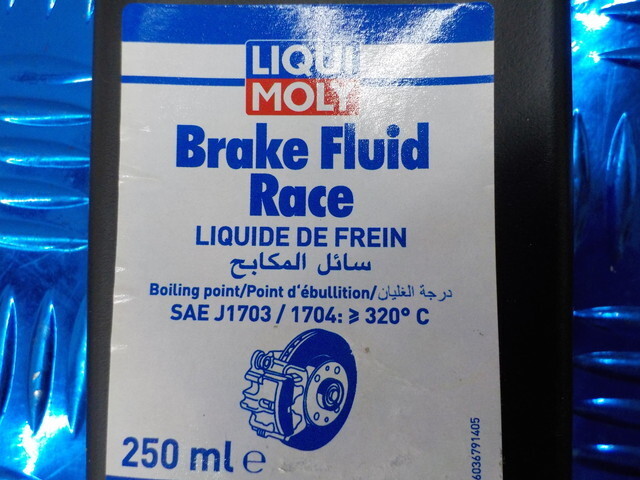 LIQUI
MOLY
Brake Fluid
Race
LIQUIDE DE FREIN
سائل المكابح
Boiling point/Point d'ébullition/درجة الغليان
SAE J1703 / 1704: ⩾ 320° C
250 ml e
6036791405